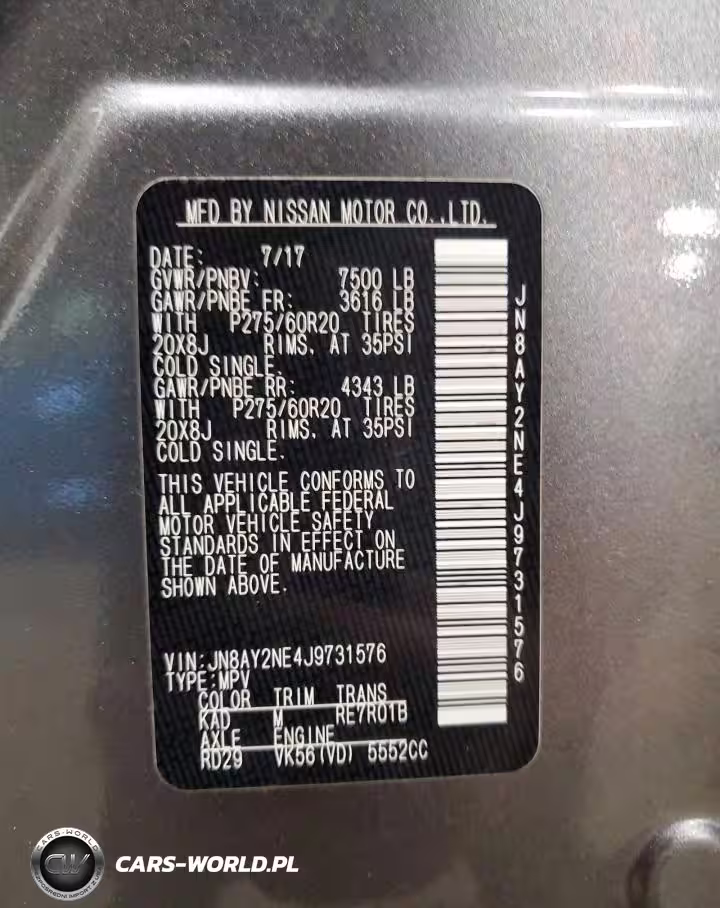 MFD BY NISSAN MOTOR CO.,LTD.
DATE: 7/17
GVWR/PNBV: 7500 LB
GAWR/PNBE FR: 3616 LB
WITH P275/60R20 TIRES
20X8J RIMS, AT 35PSI
COLD SINGLE.
GAWR/PNBE RR: 4343 LB
WITH P275/60R20 TIRES
20X8J RIMS, AT 35PSI
COLD SINGLE.
THIS VEHICLE CONFORMS TO
ALL APPLICABLE FEDERAL
MOTOR VEHICLE SAFETY
STANDARDS IN EFFECT ON
THE DATE OF MANUFACTURE
SHOWN ABOVE.
VIN:JN8AY2NE4J9731576
TYPE:MPV
COLOR TRIM TRANS
KAD M RE7R01B
AXLE ENGINE
RD29 VK56(VD) 5552CC
JN8AY2NE4J9731576
CARS-WORLD
CW
CARS-WORLD.PL